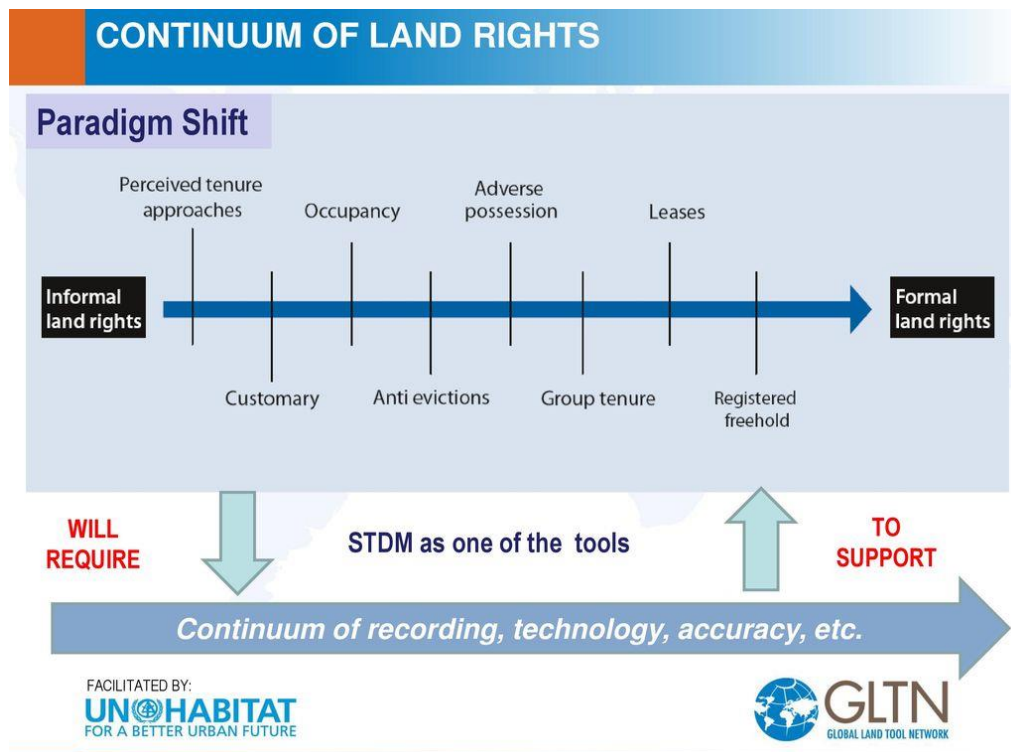 CONTINUUM OF LAND RIGHTS
Paradigm Shift
Perceived tenure
approaches
Occupancy
Adverse
possession
Leases
Informal
land rights
Formal
land rights
Customary
Anti evictions
Group tenure
Registered
freehold
WILL
REQUIRE
STDM as one of the tools
TO
SUPPORT
Continuum of recording, technology, accuracy, etc.
FACILITATED BY:
UN HABITAT
FOR A BETTER URBAN FUTURE
GLTN
GLOBAL LAND TOOL NETWORK